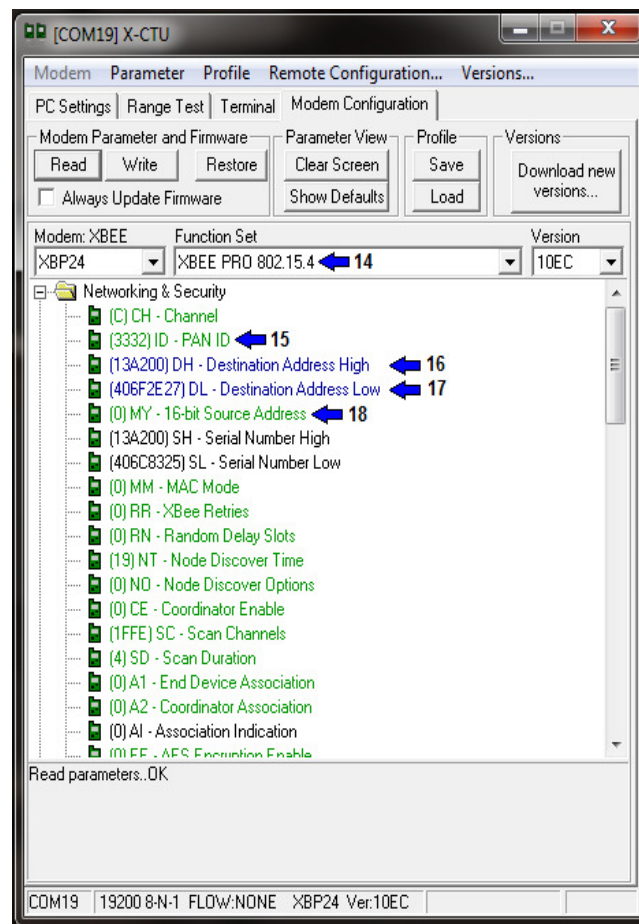 [COM19] X-CTU
Modem Parameter Profile Remote Configuration... Versions...
PC Settings Range Test Terminal Modem Configuration
Modem Parameter and Firmware Parameter View Profile Versions
Read Write Restore Clear Screen Save Download new versions...
Always Update Firmware Show Defaults Load
Modem: XBEE Function Set Version
XBP24 XBEE PRO 802.15.4 14 10EC
Networking & Security
(C) CH - Channel
(3332) ID - PAN ID 15
(13A200) DH - Destination Address High 16
(406F2E27) DL - Destination Address Low 17
(0) MY - 16-bit Source Address 18
(13A200) SH - Serial Number High
(406C8325) SL - Serial Number Low
(0) MM - MAC Mode
(0) RR - XBee Retries
(0) RN - Random Delay Slots
(19) NT - Node Discover Time
(0) NO - Node Discover Options
(0) CE - Coordinator Enable
(1FFE) SC - Scan Channels
(4) SD - Scan Duration
(0) A1 - End Device Association
(0) A2 - Coordinator Association
(0) AI - Association Indication
(0) EE - AES Encryption Enable
Read parameters..OK
COM19 19200 8-N-1 FLOW:NONE XBP24 Ver:10EC